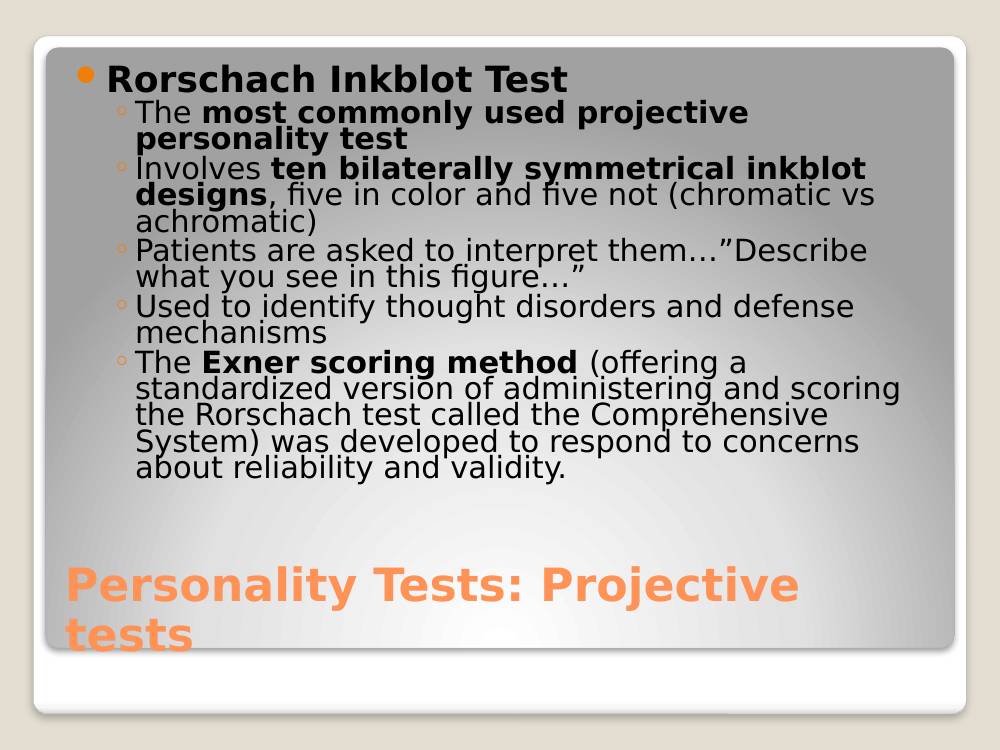 Rorschach Inkblot Test
The most commonly used projective
personality test
Involves ten bilaterally symmetrical inkblot
designs, five in color and five not (chromatic vs
achromatic)
Patients are asked to interpret them…”Describe
what you see in this figure…”
Used to identify thought disorders and defense
mechanisms
The Exner scoring method (offering a
standardized version of administering and scoring
the Rorschach test called the Comprehensive
System) was developed to respond to concerns
about reliability and validity.
Personality Tests: Projective
tests